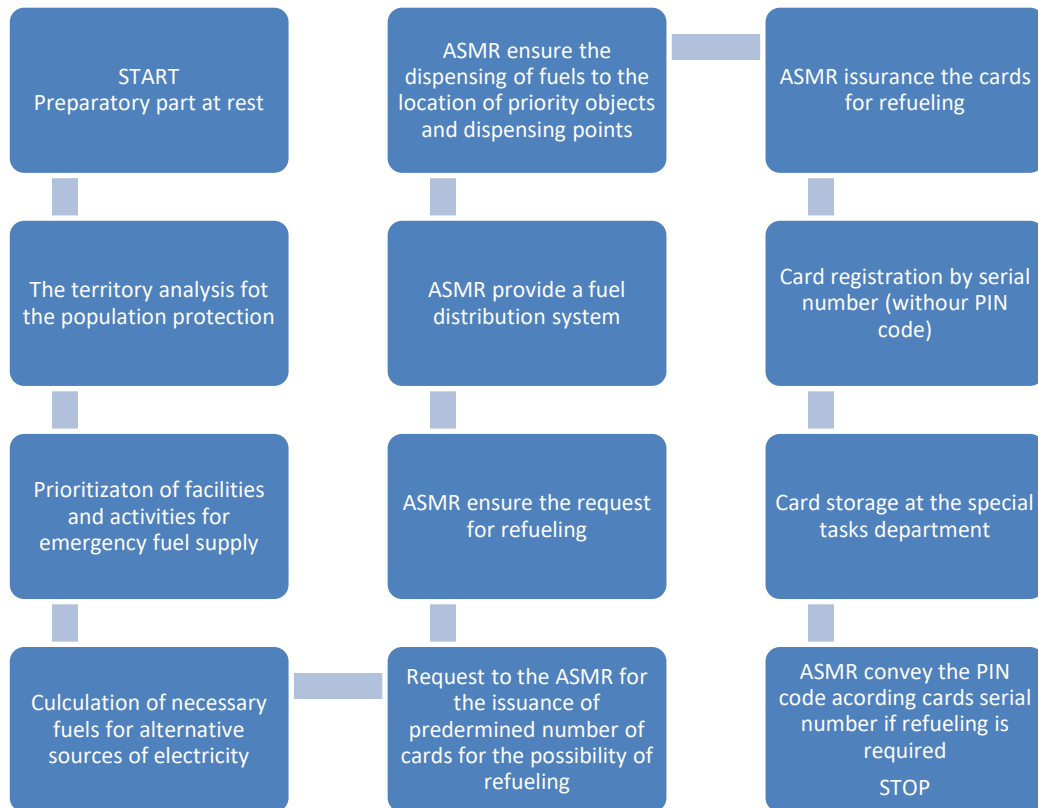 START
Preparatory part at rest
The territory analysis fot
the population protection
Prioritizaton of facilities
and activities for
emergency fuel supply
Culculation of necessary
fuels for alternative
sources of electricity
Request to the ASMR for
the issuance of
predermined number of
cards for the possibility of
refueling
ASMR ensure the request
for refueling
ASMR provide a fuel
distribution system
ASMR ensure the
dispensing of fuels to the
location of priority objects
and dispensing points
ASMR issurance the cards
for refueling
Card registration by serial
number (withour PIN
code)
Card storage at the special
tasks department
ASMR convey the PIN
code acording cards serial
number if refueling is
required
STOP